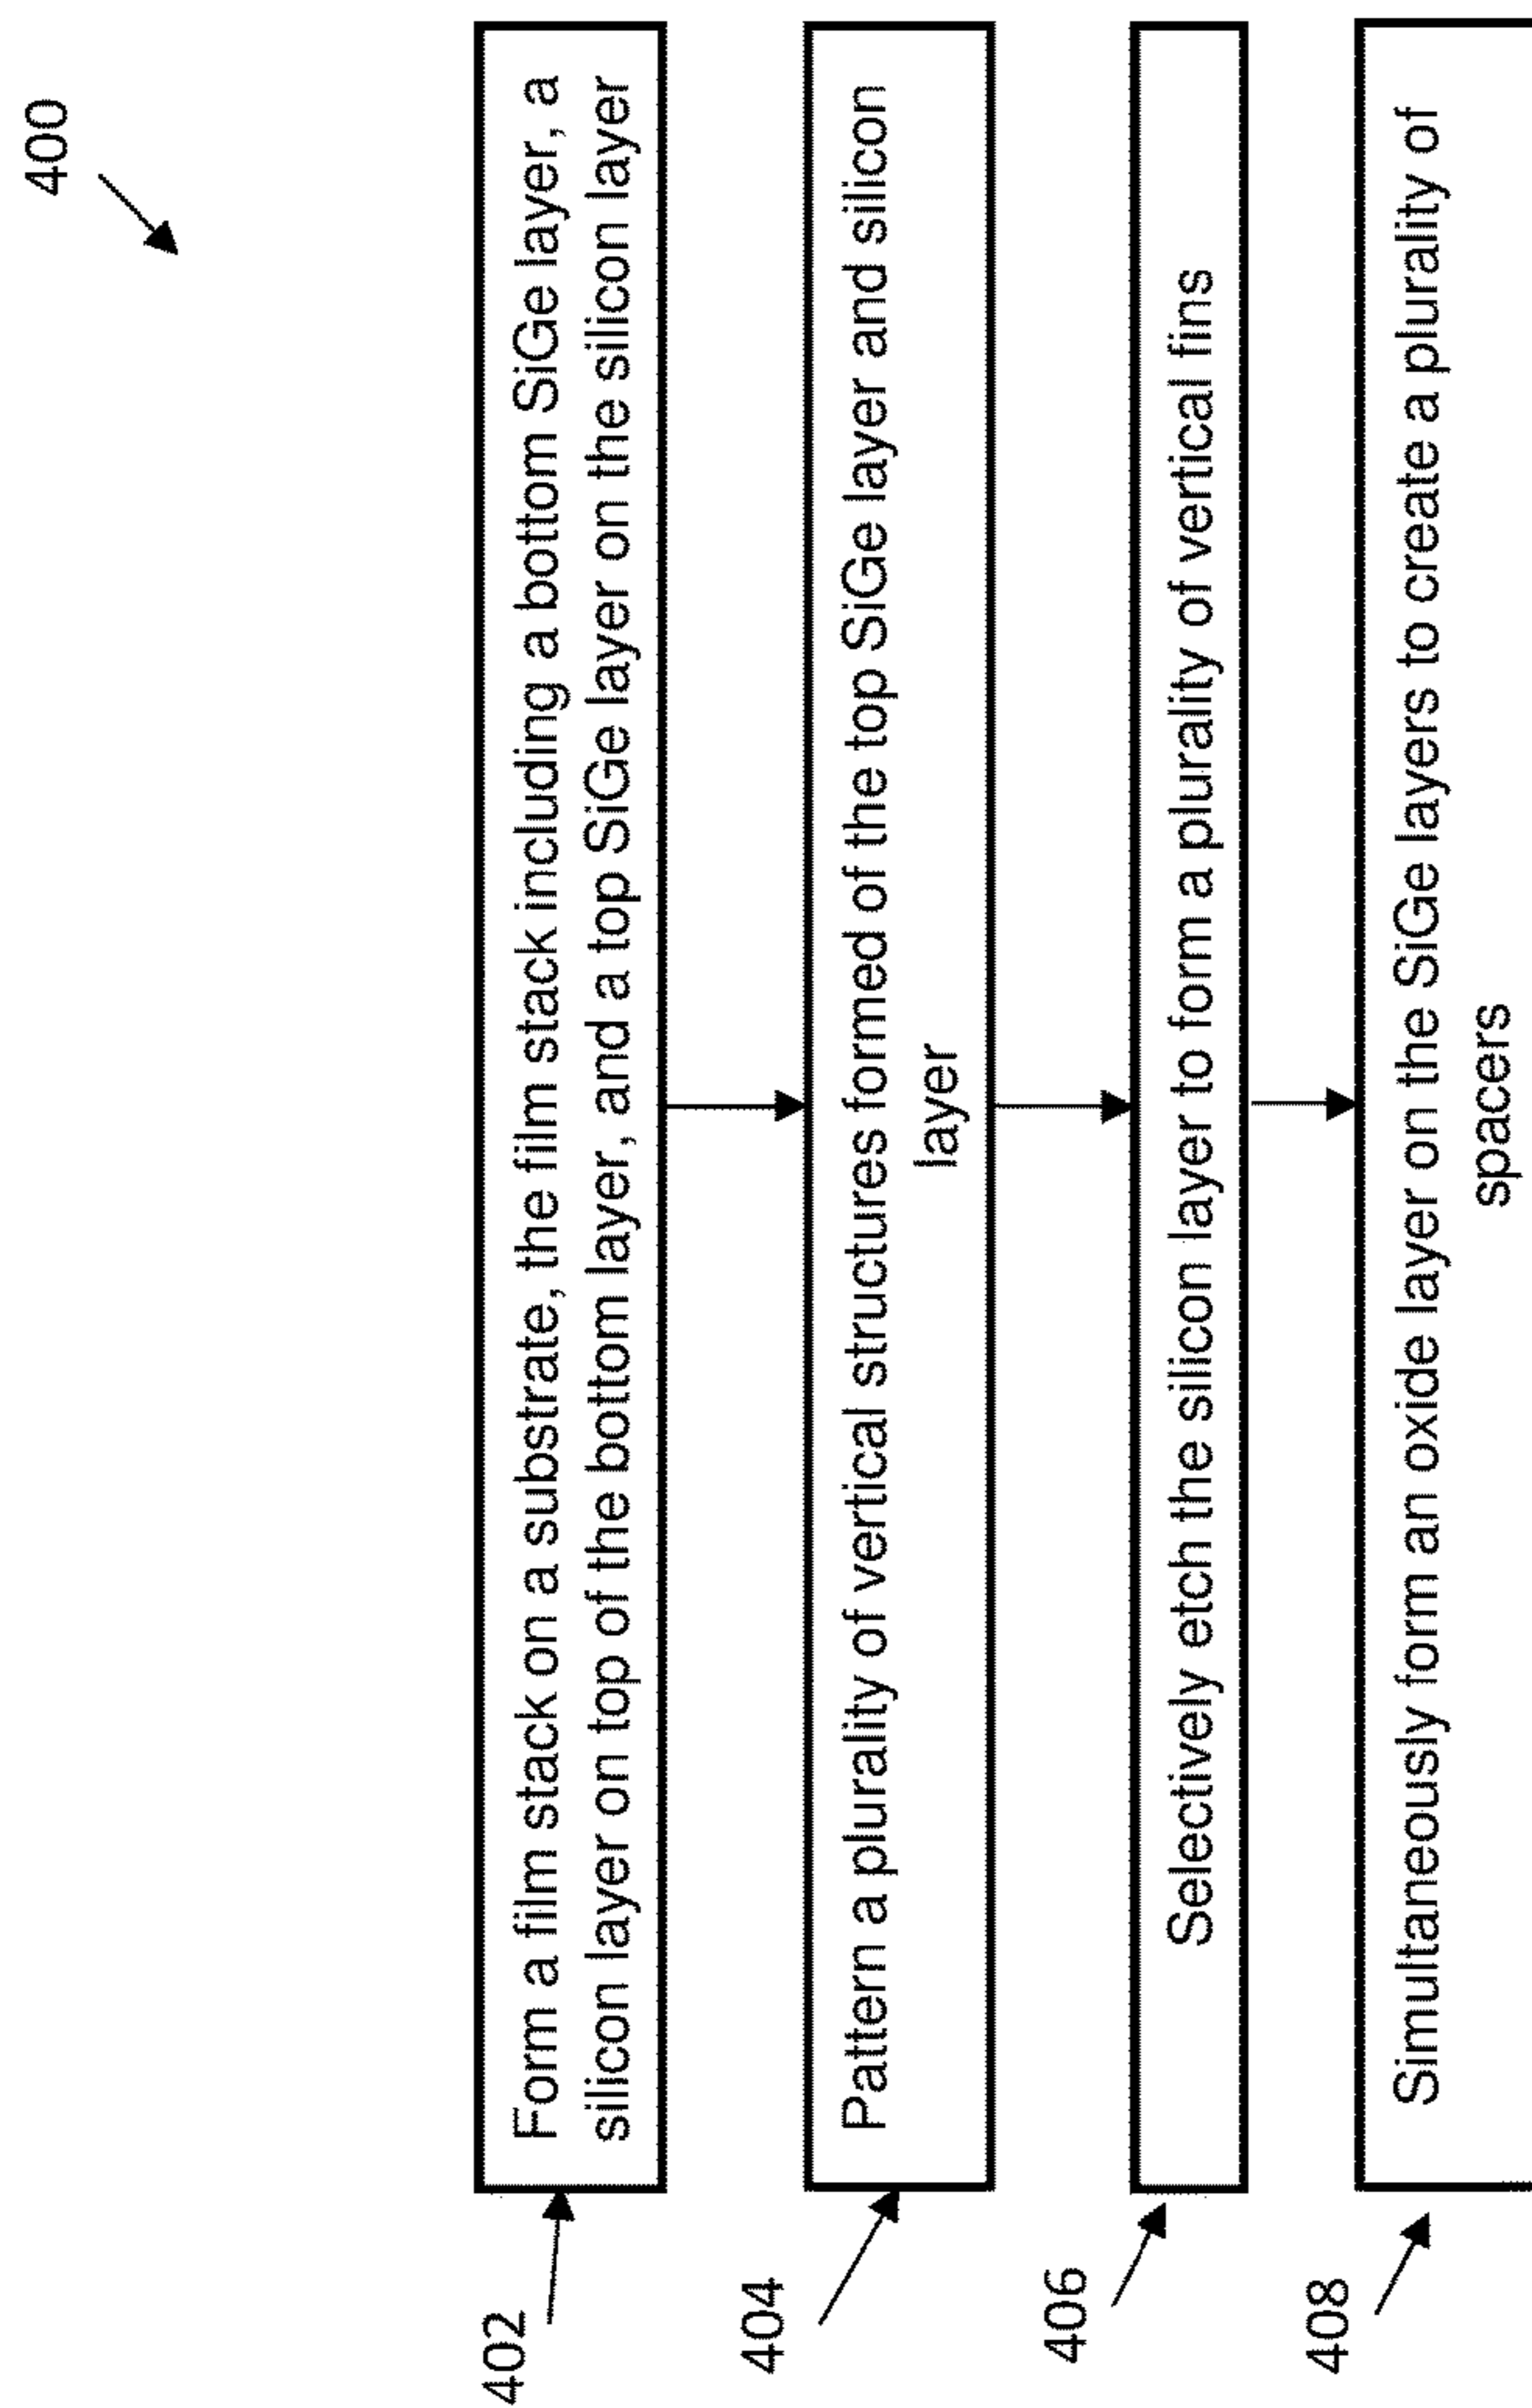 400
402
Form a film stack on a substrate, the film stack including a bottom SiGe layer, a
silicon layer on top of the bottom layer, and a top SiGe layer on the silicon layer
404
Pattern a plurality of vertical structures formed of the top SiGe layer and silicon
layer
406
Selectively etch the silicon layer to form a plurality of vertical fins
408
Simultaneously form an oxide layer on the SiGe layers to create a plurality of
spacers